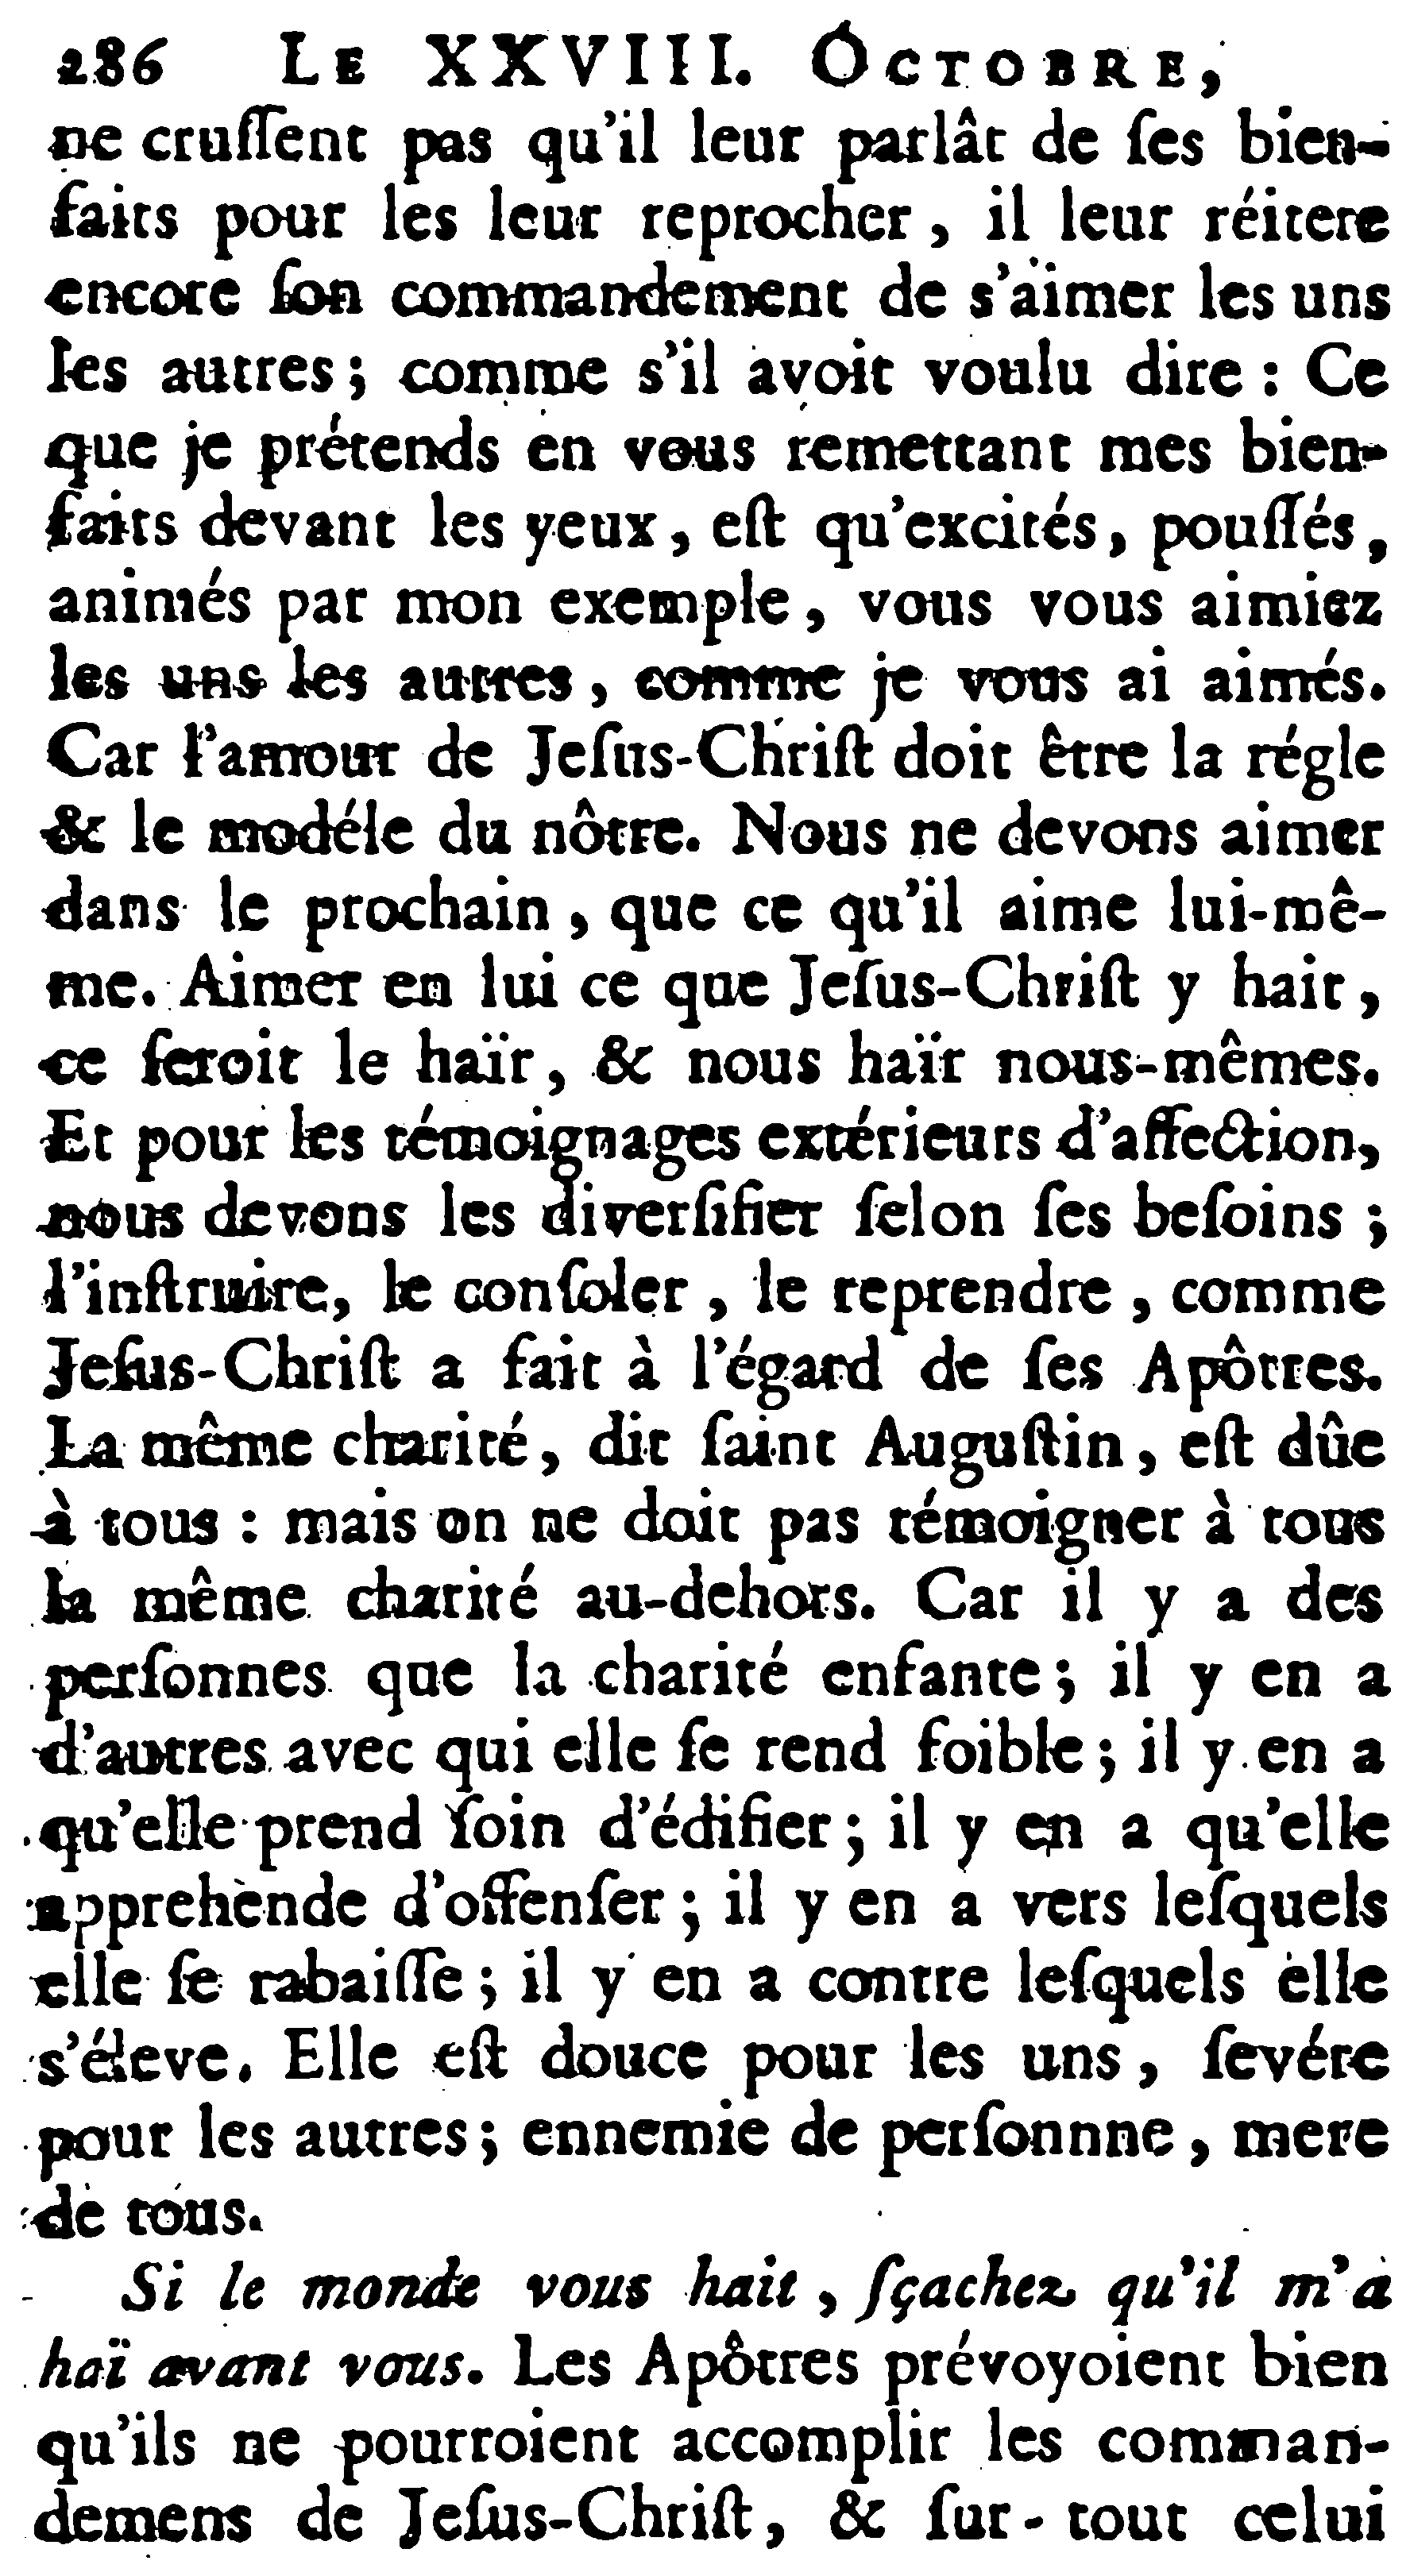 286 LE XXVIII. OCTOBRE,
ne cruſſent pas qu'il leur parlât de ſes bien-
faits pour les leur reprocher, il leur réitere
encore ſon commandement de s'aimer les uns
les autres; comme s'il avoit voulu dire : Ce
que je prétends en vous remettant mes bien-
faits devant les yeux, eſt qu'excités, pouſſés,
animés par mon exemple, vous vous aimiez
les uns les autres, comme je vous ai aimés.
Car l'amour de Jeſus-Chriſt doit être la régle
& le modéle du nôtre. Nous ne devons aimer
dans le prochain, que ce qu'il aime lui-mê-
me. Aimer en lui ce que Jeſus-Chriſt y hait,
ce ſeroit le haïr, & nous haïr nous-mêmes.
Et pour les témoignages extérieurs d'affection,
nous devons les diverſifier ſelon ſes beſoins ;
l'inſtruire, le conſoler, le reprendre, comme
Jeſus-Chriſt a fait à l'égard de ſes Apôtres.
La même charité, dit ſaint Auguſtin, eſt dûe
à tous : mais on ne doit pas témoigner à tous
la même charité au-dehors. Car il y a des
perſonnes que la charité enfante; il y en a
d'autres avec qui elle ſe rend foible; il y en a
qu'elle prend ſoin d'édifier; il y en a qu'elle
apprehende d'offenſer; il y en a vers leſquels
elle ſe rabaiſſe; il y en a contre leſquels elle
s'éleve. Elle eſt douce pour les uns, ſevére
pour les autres; ennemie de perſonnne, mere
de tous.
Si le monde vous hait, ſçachez qu'il m'a
haï avant vous. Les Apôtres prévoyoient bien
qu'ils ne pourroient accomplir les comman-
demens de Jeſus-Chriſt, & ſur-tout celui